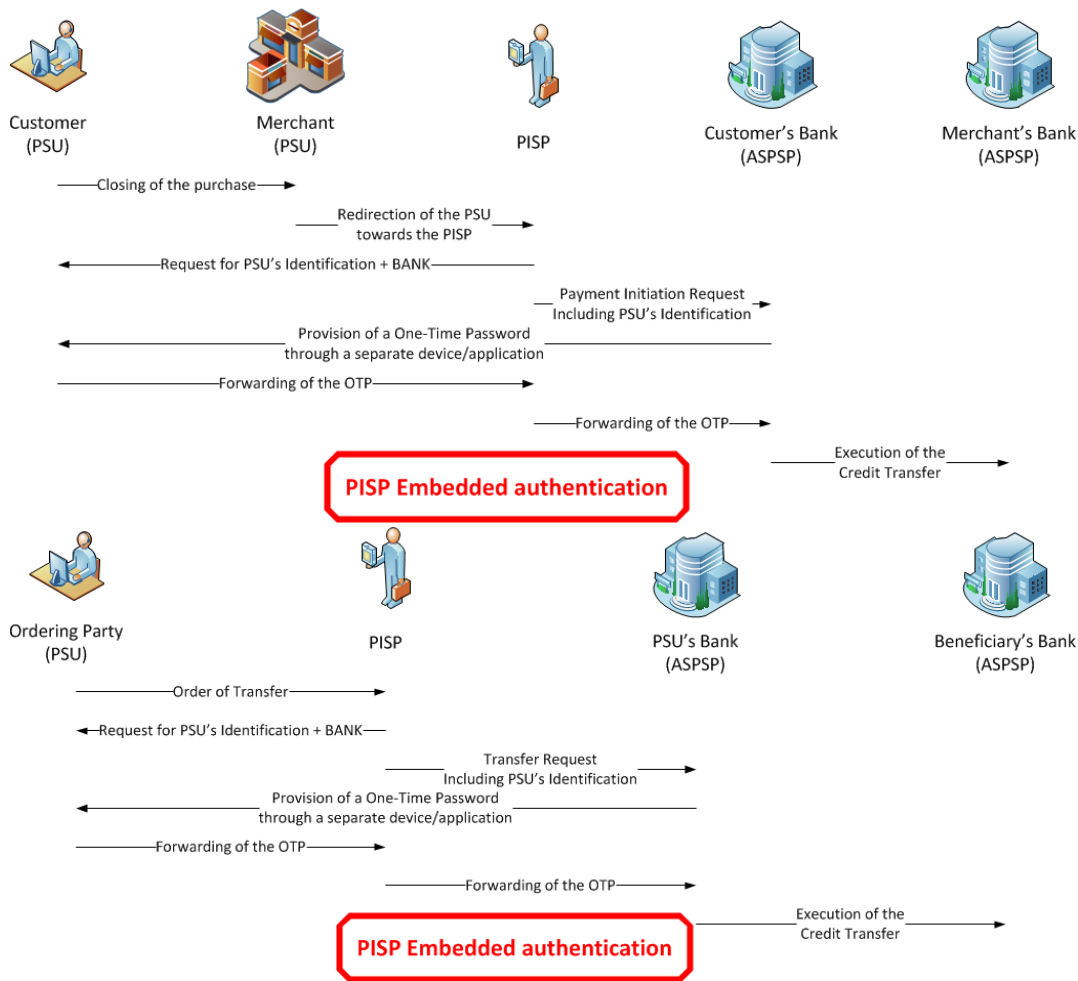 Customer
(PSU)
Merchant
(PSU)
PISP
Customer's Bank
(ASPSP)
Merchant's Bank
(ASPSP)
Closing of the purchase
Redirection of the PSU
towards the PISP
Request for PSU's Identification + BANK
Payment Initiation Request
Including PSU's Identification
Provision of a One-Time Password
through a separate device/application
Forwarding of the OTP
Forwarding of the OTP
Execution of the
Credit Transfer
PISP Embedded authentication
Ordering Party
(PSU)
PISP
PSU's Bank
(ASPSP)
Beneficiary's Bank
(ASPSP)
Order of Transfer
Request for PSU's Identification + BANK
Transfer Request
Including PSU's Identification
Provision of a One-Time Password
through a separate device/application
Forwarding of the OTP
Forwarding of the OTP
Execution of the
Credit Transfer
PISP Embedded authentication